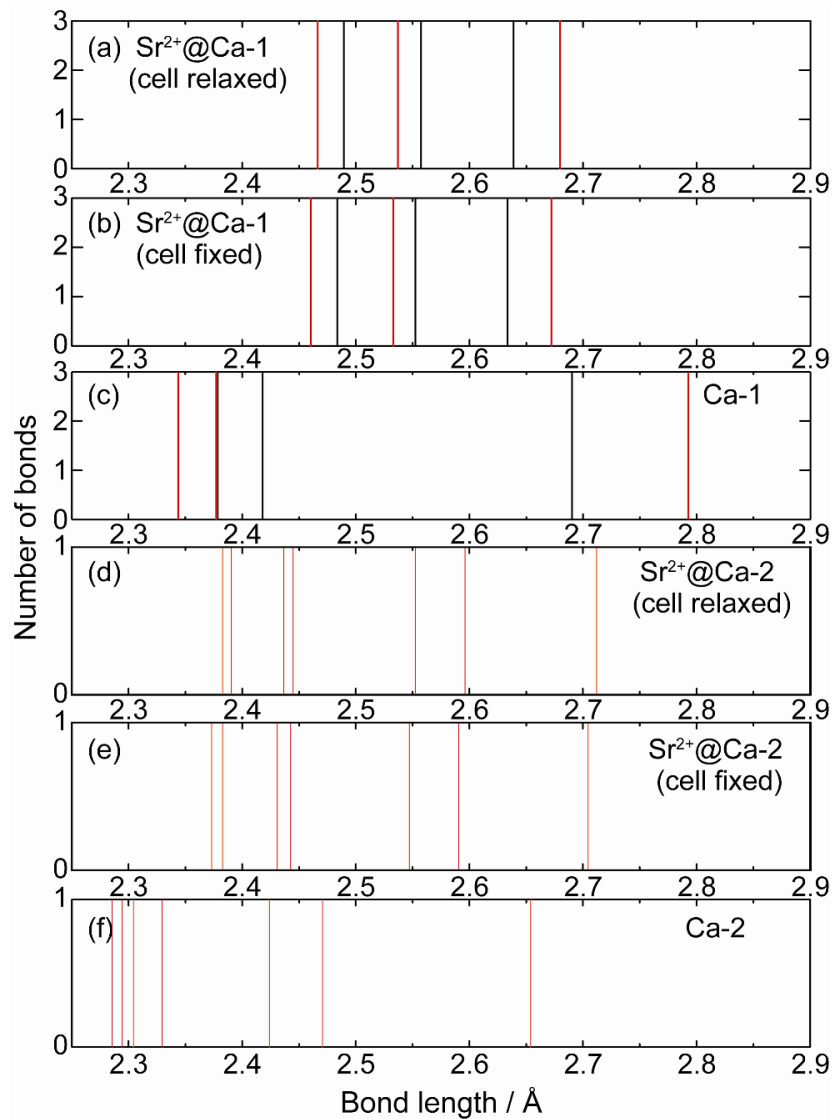 3
2
1
0
(a) Sr²⁺@Ca-1
(cell relaxed)
2.3 2.4 2.5 2.6 2.7 2.8 2.9
3
2
1
0
(b) Sr²⁺@Ca-1
(cell fixed)
2.3 2.4 2.5 2.6 2.7 2.8 2.9
3
2
1
0
(c) Ca-1
2.3 2.4 2.5 2.6 2.7 2.8 2.9
Number of bonds
1
0
(d) Sr²⁺@Ca-2
(cell relaxed)
2.3 2.4 2.5 2.6 2.7 2.8 2.9
1
0
(e) Sr²⁺@Ca-2
(cell fixed)
2.3 2.4 2.5 2.6 2.7 2.8 2.9
1
0
(f) Ca-2
2.3 2.4 2.5 2.6 2.7 2.8 2.9
Bond length / Å